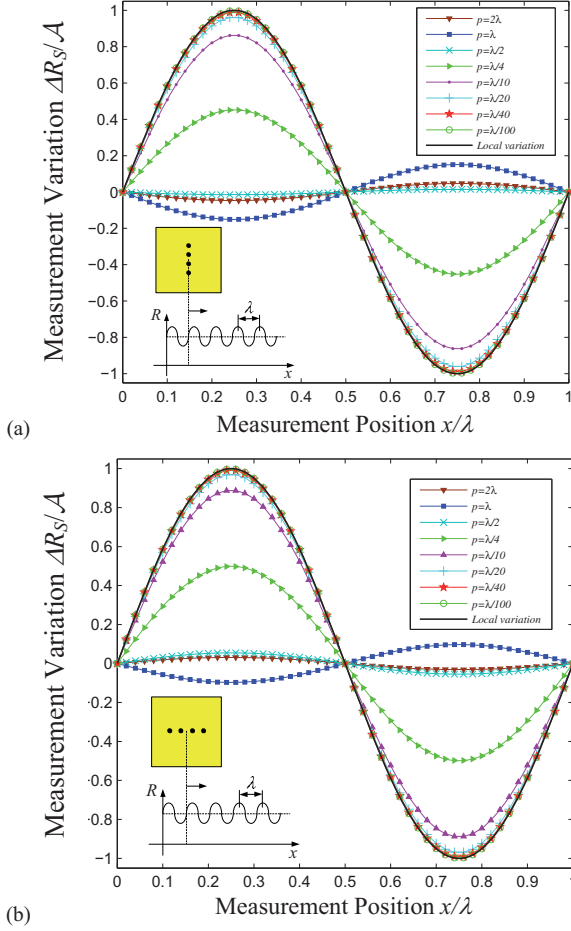 Measurement Variation ΔR_S/A
1
0.8
0.6
0.4
0.2
0
−0.2
−0.4
−0.6
−0.8
−1
p=2λ
p=λ
p=λ/2
p=λ/4
p=λ/10
p=λ/20
p=λ/40
p=λ/100
Local variation
R
λ
x
0 0.1 0.2 0.3 0.4 0.5 0.6 0.7 0.8 0.9 1
(a)
Measurement Position x/λ
Measurement Variation ΔR_S/A
1
0.8
0.6
0.4
0.2
0
−0.2
−0.4
−0.6
−0.8
−1
p=2λ
p=λ
p=λ/2
p=λ/4
p=λ/10
p=λ/20
p=λ/40
p=λ/100
Local variation
R
λ
x
0 0.1 0.2 0.3 0.4 0.5 0.6 0.7 0.8 0.9 1
(b)
Measurement Position x/λ